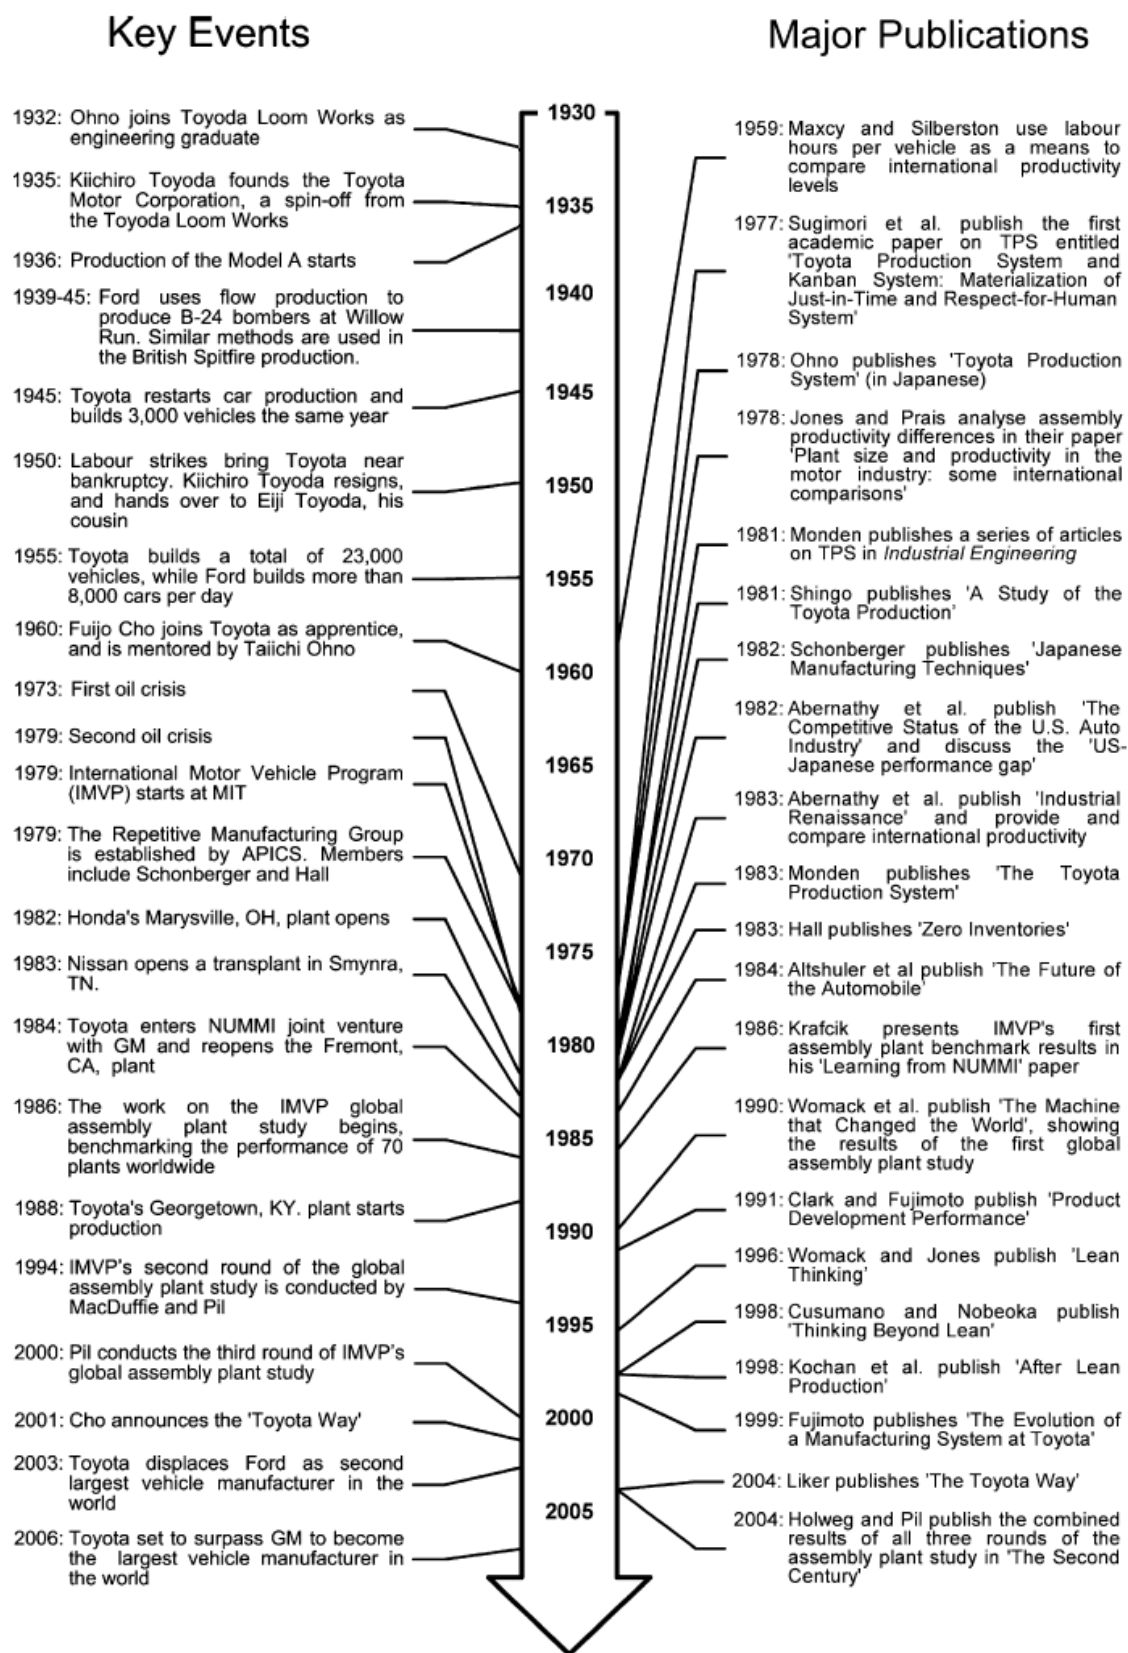 Key Events
1932: Ohno joins Toyoda Loom Works as
engineering graduate
1935: Kiichiro Toyoda founds the Toyota
Motor Corporation, a spin-off from
the Toyoda Loom Works
1936: Production of the Model A starts
1939-45: Ford uses flow production to
produce B-24 bombers at Willow
Run. Similar methods are used in
the British Spitfire production.
1945: Toyota restarts car production and
builds 3,000 vehicles the same year
1950: Labour strikes bring Toyota near
bankruptcy. Kiichiro Toyoda resigns,
and hands over to Eiji Toyoda, his
cousin
1955: Toyota builds a total of 23,000
vehicles, while Ford builds more than
8,000 cars per day
1960: Fuijo Cho joins Toyota as apprentice,
and is mentored by Taiichi Ohno
1973: First oil crisis
1979: Second oil crisis
1979: International Motor Vehicle Program
(IMVP) starts at MIT
1979: The Repetitive Manufacturing Group
is established by APICS. Members
include Schonberger and Hall
1982: Honda's Marysville, OH, plant opens
1983: Nissan opens a transplant in Smynra,
TN.
1984: Toyota enters NUMMI joint venture
with GM and reopens the Fremont,
CA, plant
1986: The work on the IMVP global
assembly plant study begins,
benchmarking the performance of 70
plants worldwide
1988: Toyota's Georgetown, KY. plant starts
production
1994: IMVP's second round of the global
assembly plant study is conducted by
MacDuffie and Pil
2000: Pil conducts the third round of IMVP's
global assembly plant study
2001: Cho announces the 'Toyota Way'
2003: Toyota displaces Ford as second
largest vehicle manufacturer in the
world
2006: Toyota set to surpass GM to become
the largest vehicle manufacturer in
the world
1930
1935
1940
1945
1950
1955
1960
1965
1970
1975
1980
1985
1990
1995
2000
2005
Major Publications
1959: Maxcy and Silberston use labour
hours per vehicle as a means to
compare international productivity
levels
1977: Sugimori et al. publish the first
academic paper on TPS entitled
'Toyota Production System and
Kanban System: Materialization of
Just-in-Time and Respect-for-Human
System'
1978: Ohno publishes 'Toyota Production
System' (in Japanese)
1978: Jones and Prais analyse assembly
productivity differences in their paper
'Plant size and productivity in the
motor industry: some international
comparisons'
1981: Monden publishes a series of articles
on TPS in Industrial Engineering
1981: Shingo publishes 'A Study of the
Toyota Production'
1982: Schonberger publishes 'Japanese
Manufacturing Techniques'
1982: Abernathy et al. publish 'The
Competitive Status of the U.S. Auto
Industry' and discuss the 'US-
Japanese performance gap'
1983: Abernathy et al. publish 'Industrial
Renaissance' and provide and
compare international productivity
1983: Monden publishes 'The Toyota
Production System'
1983: Hall publishes 'Zero Inventories'
1984: Altshuler et al publish 'The Future of
the Automobile'
1986: Krafcik presents IMVP's first
assembly plant benchmark results in
his 'Learning from NUMMI' paper
1990: Womack et al. publish 'The Machine
that Changed the World', showing
the results of the first global
assembly plant study
1991: Clark and Fujimoto publish 'Product
Development Performance'
1996: Womack and Jones publish 'Lean
Thinking'
1998: Cusumano and Nobeoka publish
'Thinking Beyond Lean'
1998: Kochan et al. publish 'After Lean
Production'
1999: Fujimoto publishes 'The Evolution of
a Manufacturing System at Toyota'
2004: Liker publishes 'The Toyota Way'
2004: Holweg and Pil publish the combined
results of all three rounds of the
assembly plant study in 'The Second
Century'